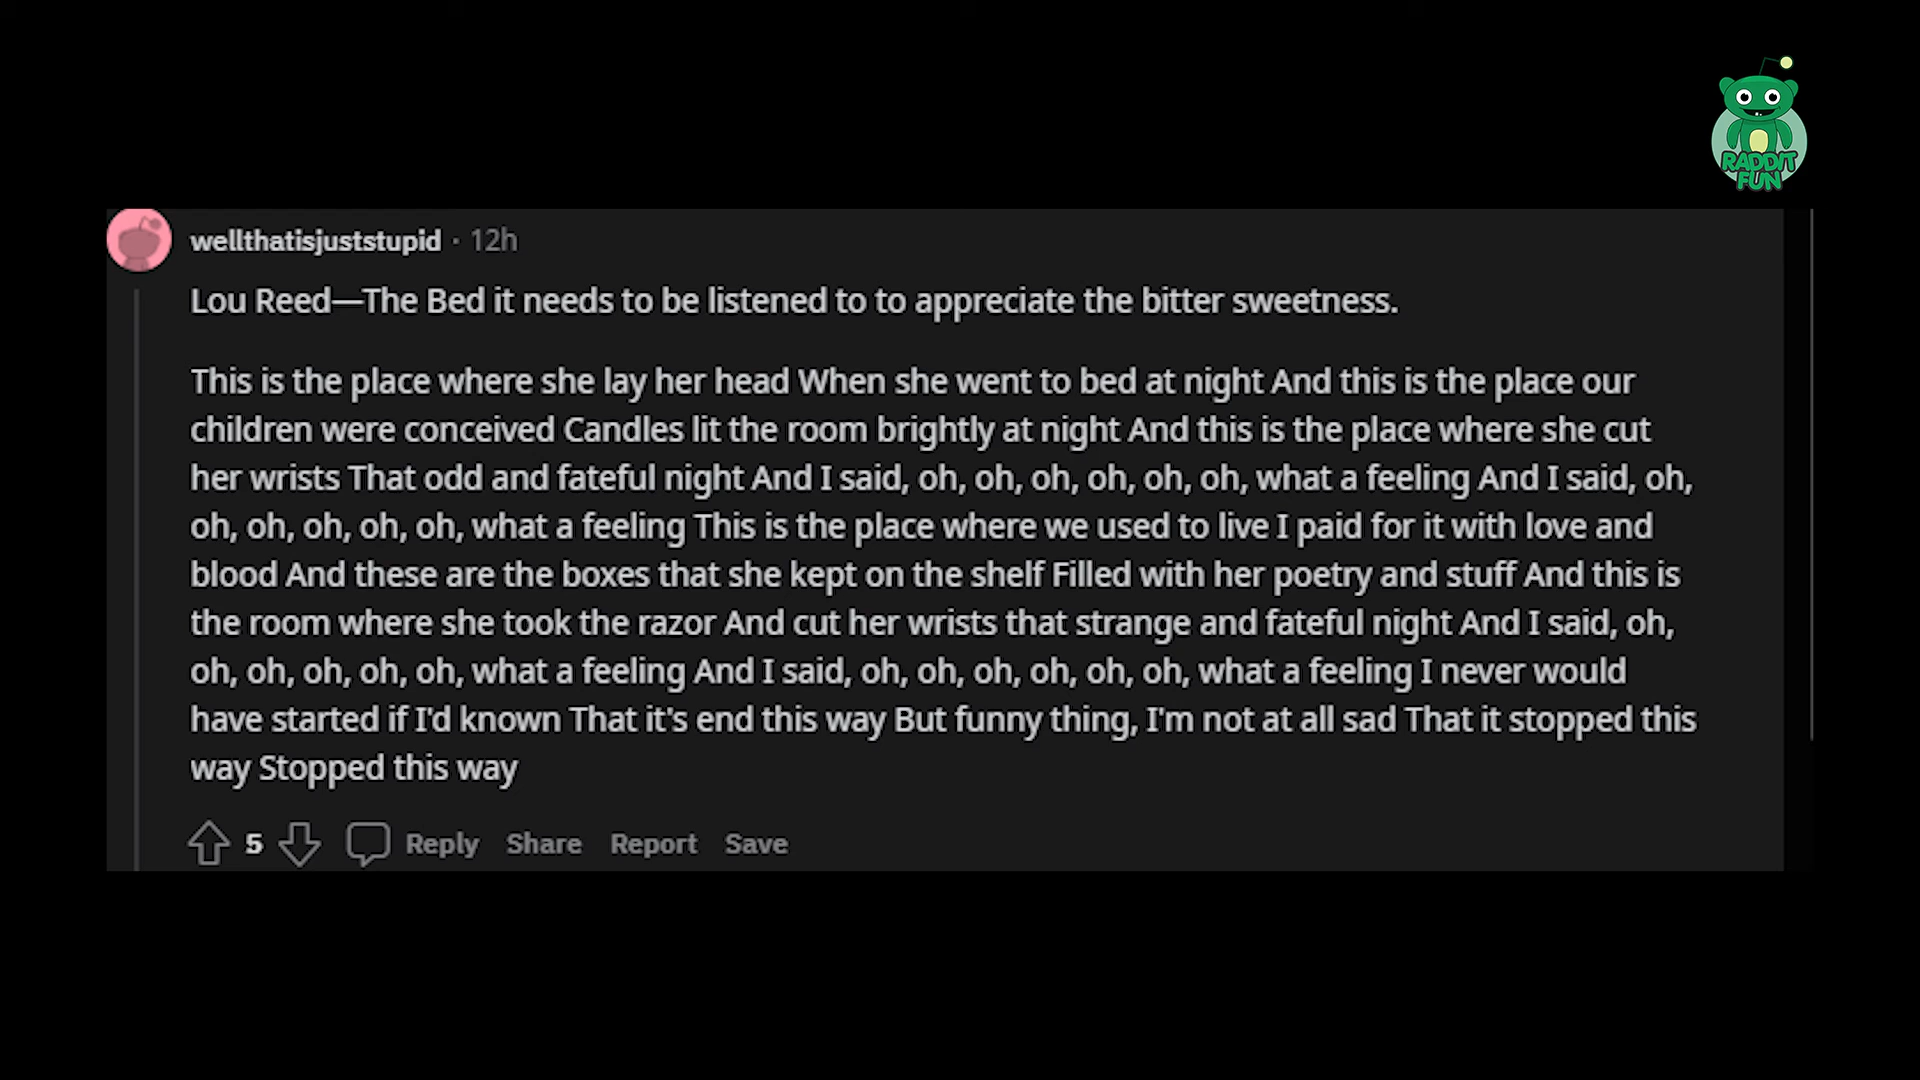 RADDIT
FUN
wellthatisjuststupid · 12h
Lou Reed—The Bed it needs to be listened to to appreciate the bitter sweetness.
This is the place where she lay her head When she went to bed at night And this is the place our
children were conceived Candles lit the room brightly at night And this is the place where she cut
her wrists That odd and fateful night And I said, oh, oh, oh, oh, oh, oh, what a feeling And I said, oh,
oh, oh, oh, oh, oh, what a feeling This is the place where we used to live I paid for it with love and
blood And these are the boxes that she kept on the shelf Filled with her poetry and stuff And this is
the room where she took the razor And cut her wrists that strange and fateful night And I said, oh,
oh, oh, oh, oh, oh, what a feeling And I said, oh, oh, oh, oh, oh, oh, what a feeling I never would
have started if I'd known That it's end this way But funny thing, I'm not at all sad That it stopped this
way Stopped this way
5 Reply Share Report Save